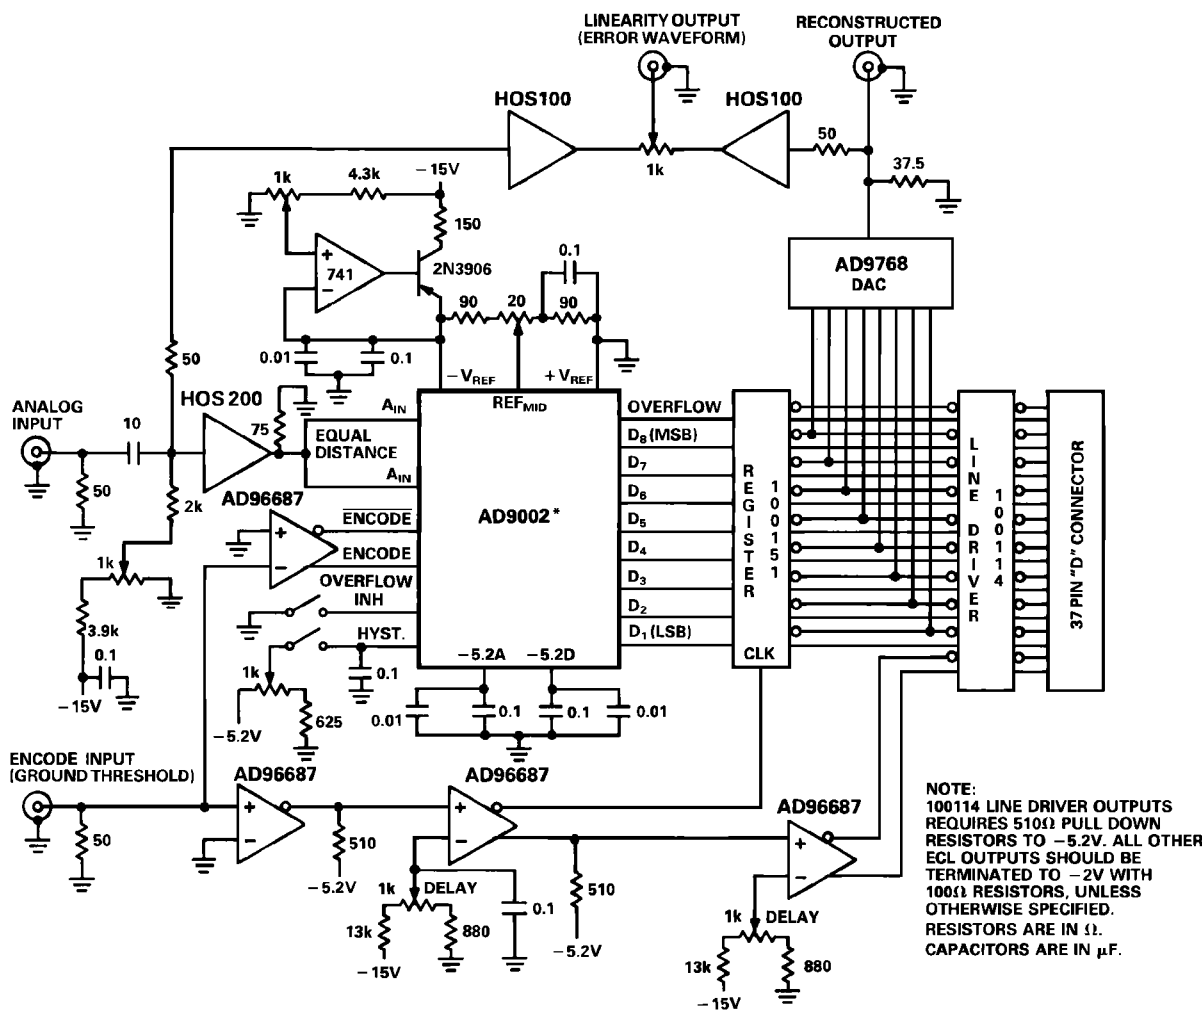 LINEARITY OUTPUT
(ERROR WAVEFORM)
RECONSTRUCTED
OUTPUT
HOS100
HOS100
50
1k
37.5
1k
4.3k
-15V
150
+
741
-
2N3906
0.1
90
20
90
AD9768
DAC
0.01
0.1
50
-VREF
+VREF
REFMID
HOS 200
ANALOG
INPUT
10
75
AIN
EQUAL
DISTANCE
AIN
50
2k
AD96687
+
-
ENCODE
ENCODE
AD9002*
OVERFLOW
D8 (MSB)
D7
D6
D5
D4
D3
D2
D1 (LSB)
REGISTER
100151
CLK
LINE DRIVER
100114
37 PIN "D" CONNECTOR
1k
OVERFLOW
INH
3.9k
0.1
-15V
HYST.
1k
0.1
-5.2V
625
-5.2A
-5.2D
0.01
0.1
0.1
0.01
ENCODE INPUT
(GROUND THRESHOLD)
50
AD96687
+
-
510
-5.2V
AD96687
+
-
1k
DELAY
13k
880
-15V
0.1
510
-5.2V
AD96687
+
-
1k
DELAY
13k
880
-15V
NOTE:
100114 LINE DRIVER OUTPUTS
REQUIRES 510Ω PULL DOWN
RESISTORS TO -5.2V. ALL OTHER
ECL OUTPUTS SHOULD BE
TERMINATED TO -2V WITH
100Ω RESISTORS, UNLESS
OTHERWISE SPECIFIED.
RESISTORS ARE IN Ω.
CAPACITORS ARE IN µF.